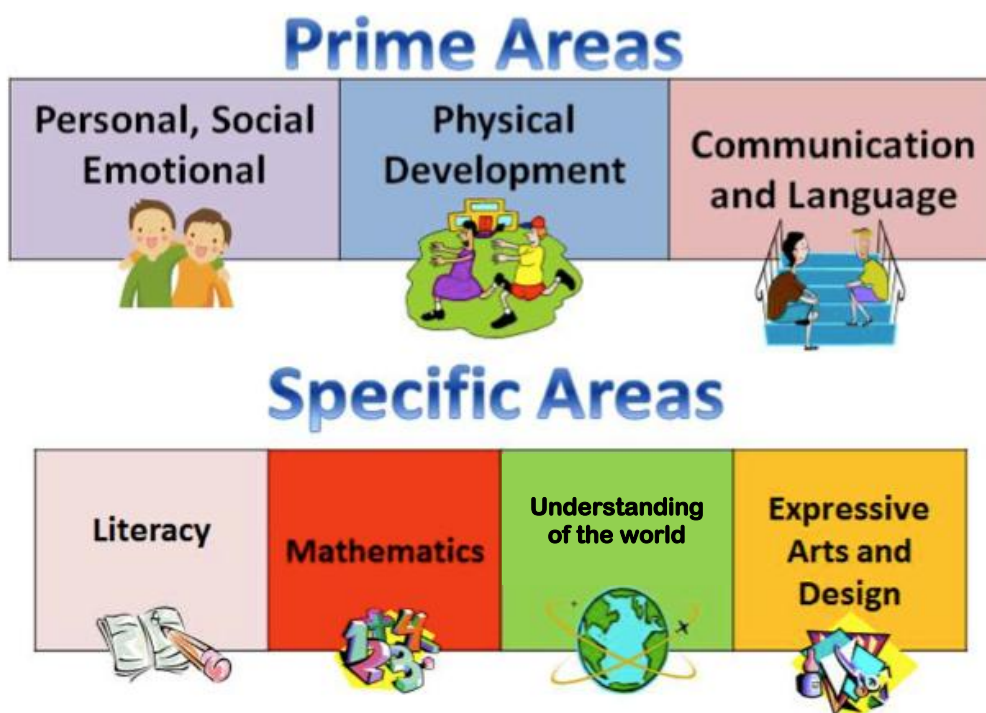 Prime Areas
Personal, Social
Emotional
Physical
Development
Communication
and Language
Specific Areas
Literacy
Mathematics
Understanding
of the world
Expressive
Arts and
Design